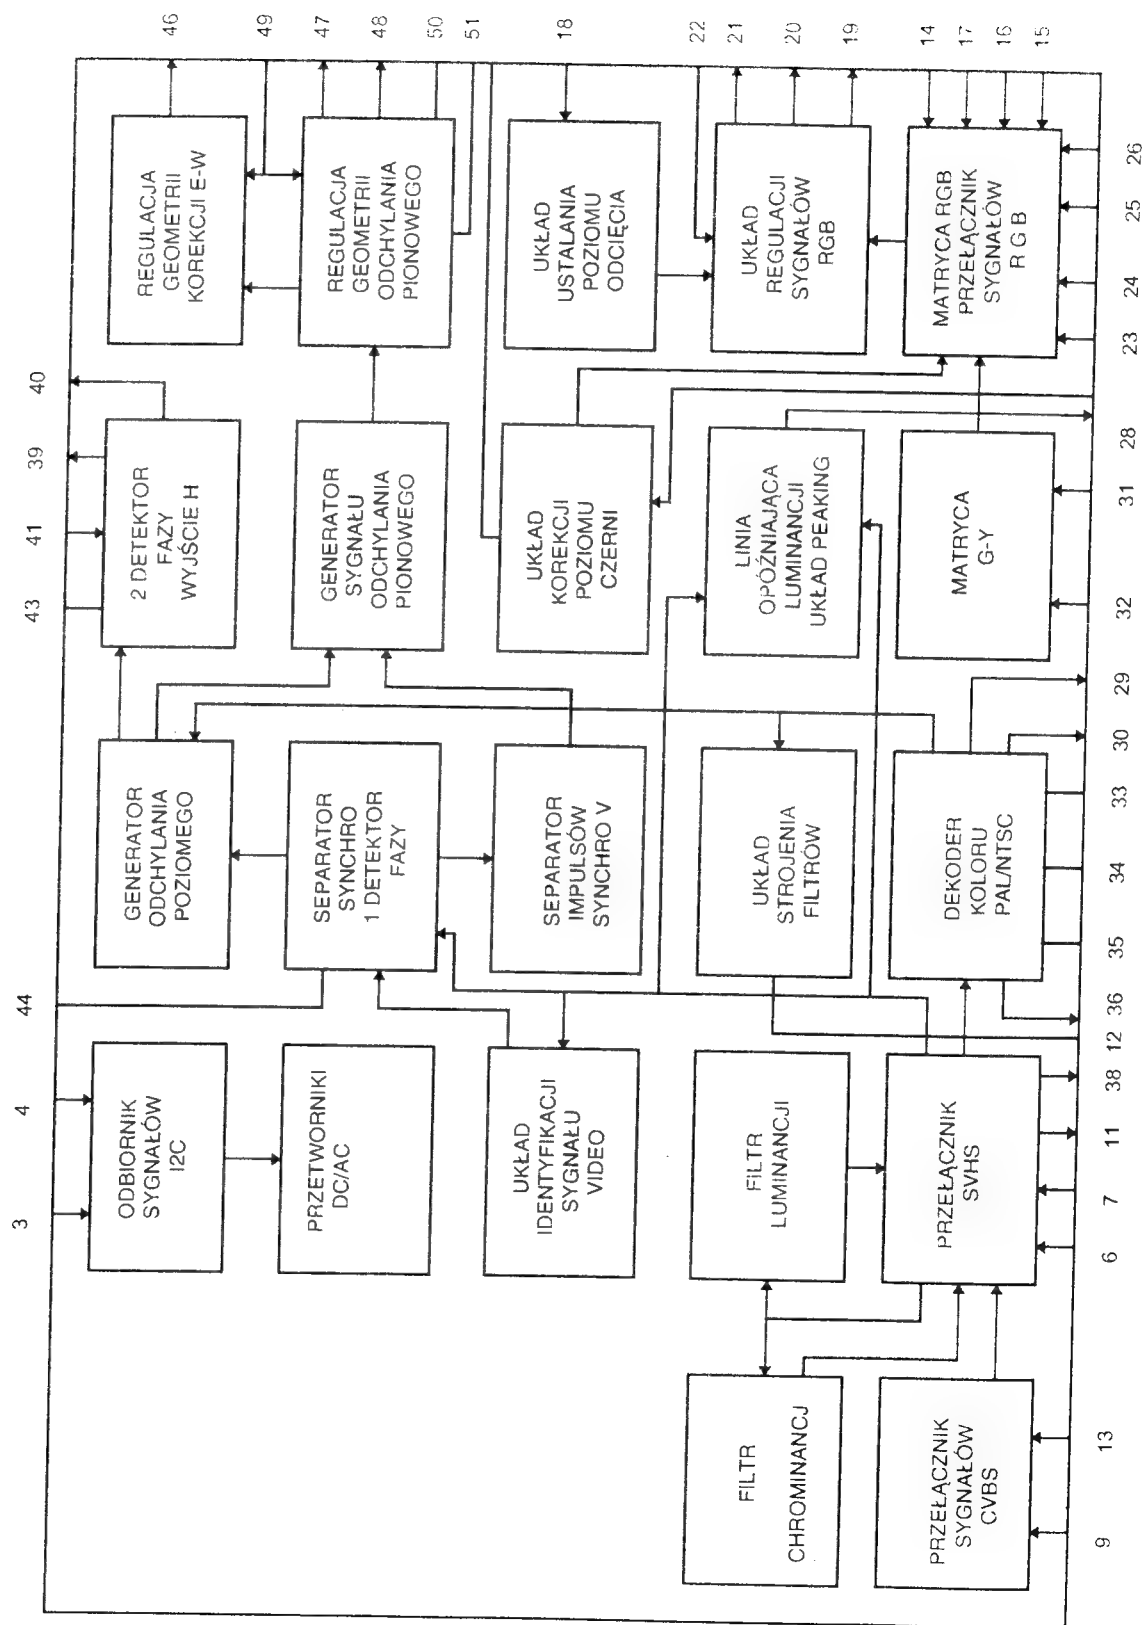 3 4 44 43 41 39 40
ODBIORNIK
SYGNAŁÓW
I2C
GENERATOR
ODCHYLANIA
POZIOMEGO
2 DETEKTOR
FAZY
WYJŚCIE H
REGULACJA
GEOMETRII
KOREKCJI E-W
46
49
PRZETWORNIKI
DC/AC
SEPARATOR
SYNCHRO
1 DETEKTOR
FAZY
GENERATOR
SYGNAŁU
ODCHYLANIA
PIONOWEGO
REGULACJA
GEOMETRII
ODCHYLANIA
PIONOWEGO
47
48
50
51
UKŁAD
IDENTYFIKACJI
SYGNAŁU
VIDEO
SEPARATOR
IMPULSÓW
SYNCHRO V
UKŁAD
KOREKCJI
POZIOMU
CZERNI
UKŁAD
USTALANIA
POZIOMU
ODCIĘCIA
18
22
FILTR
CHROMINANCJ
FILTR
LUMINANCJI
UKŁAD
STROJENIA
FILTRÓW
LINIA
OPÓŹNIAJĄCA
LUMINANCJI
UKŁAD PEAKING
UKŁAD
REGULACJI
SYGNAŁÓW
RGB
21
20
19
PRZEŁĄCZNIK
SYGNAŁÓW
CVBS
PRZEŁĄCZNIK
SVHS
DEKODER
KOLORU
PAL/NTSC
MATRYCA
G-Y
MATRYCA RGB
PRZEŁĄCZNIK
SYGNAŁÓW
R G B
14
17
16
15
9 13 6 7 11 38 12 36 35 34 33 30 29 32 31 28 23 24 25 26